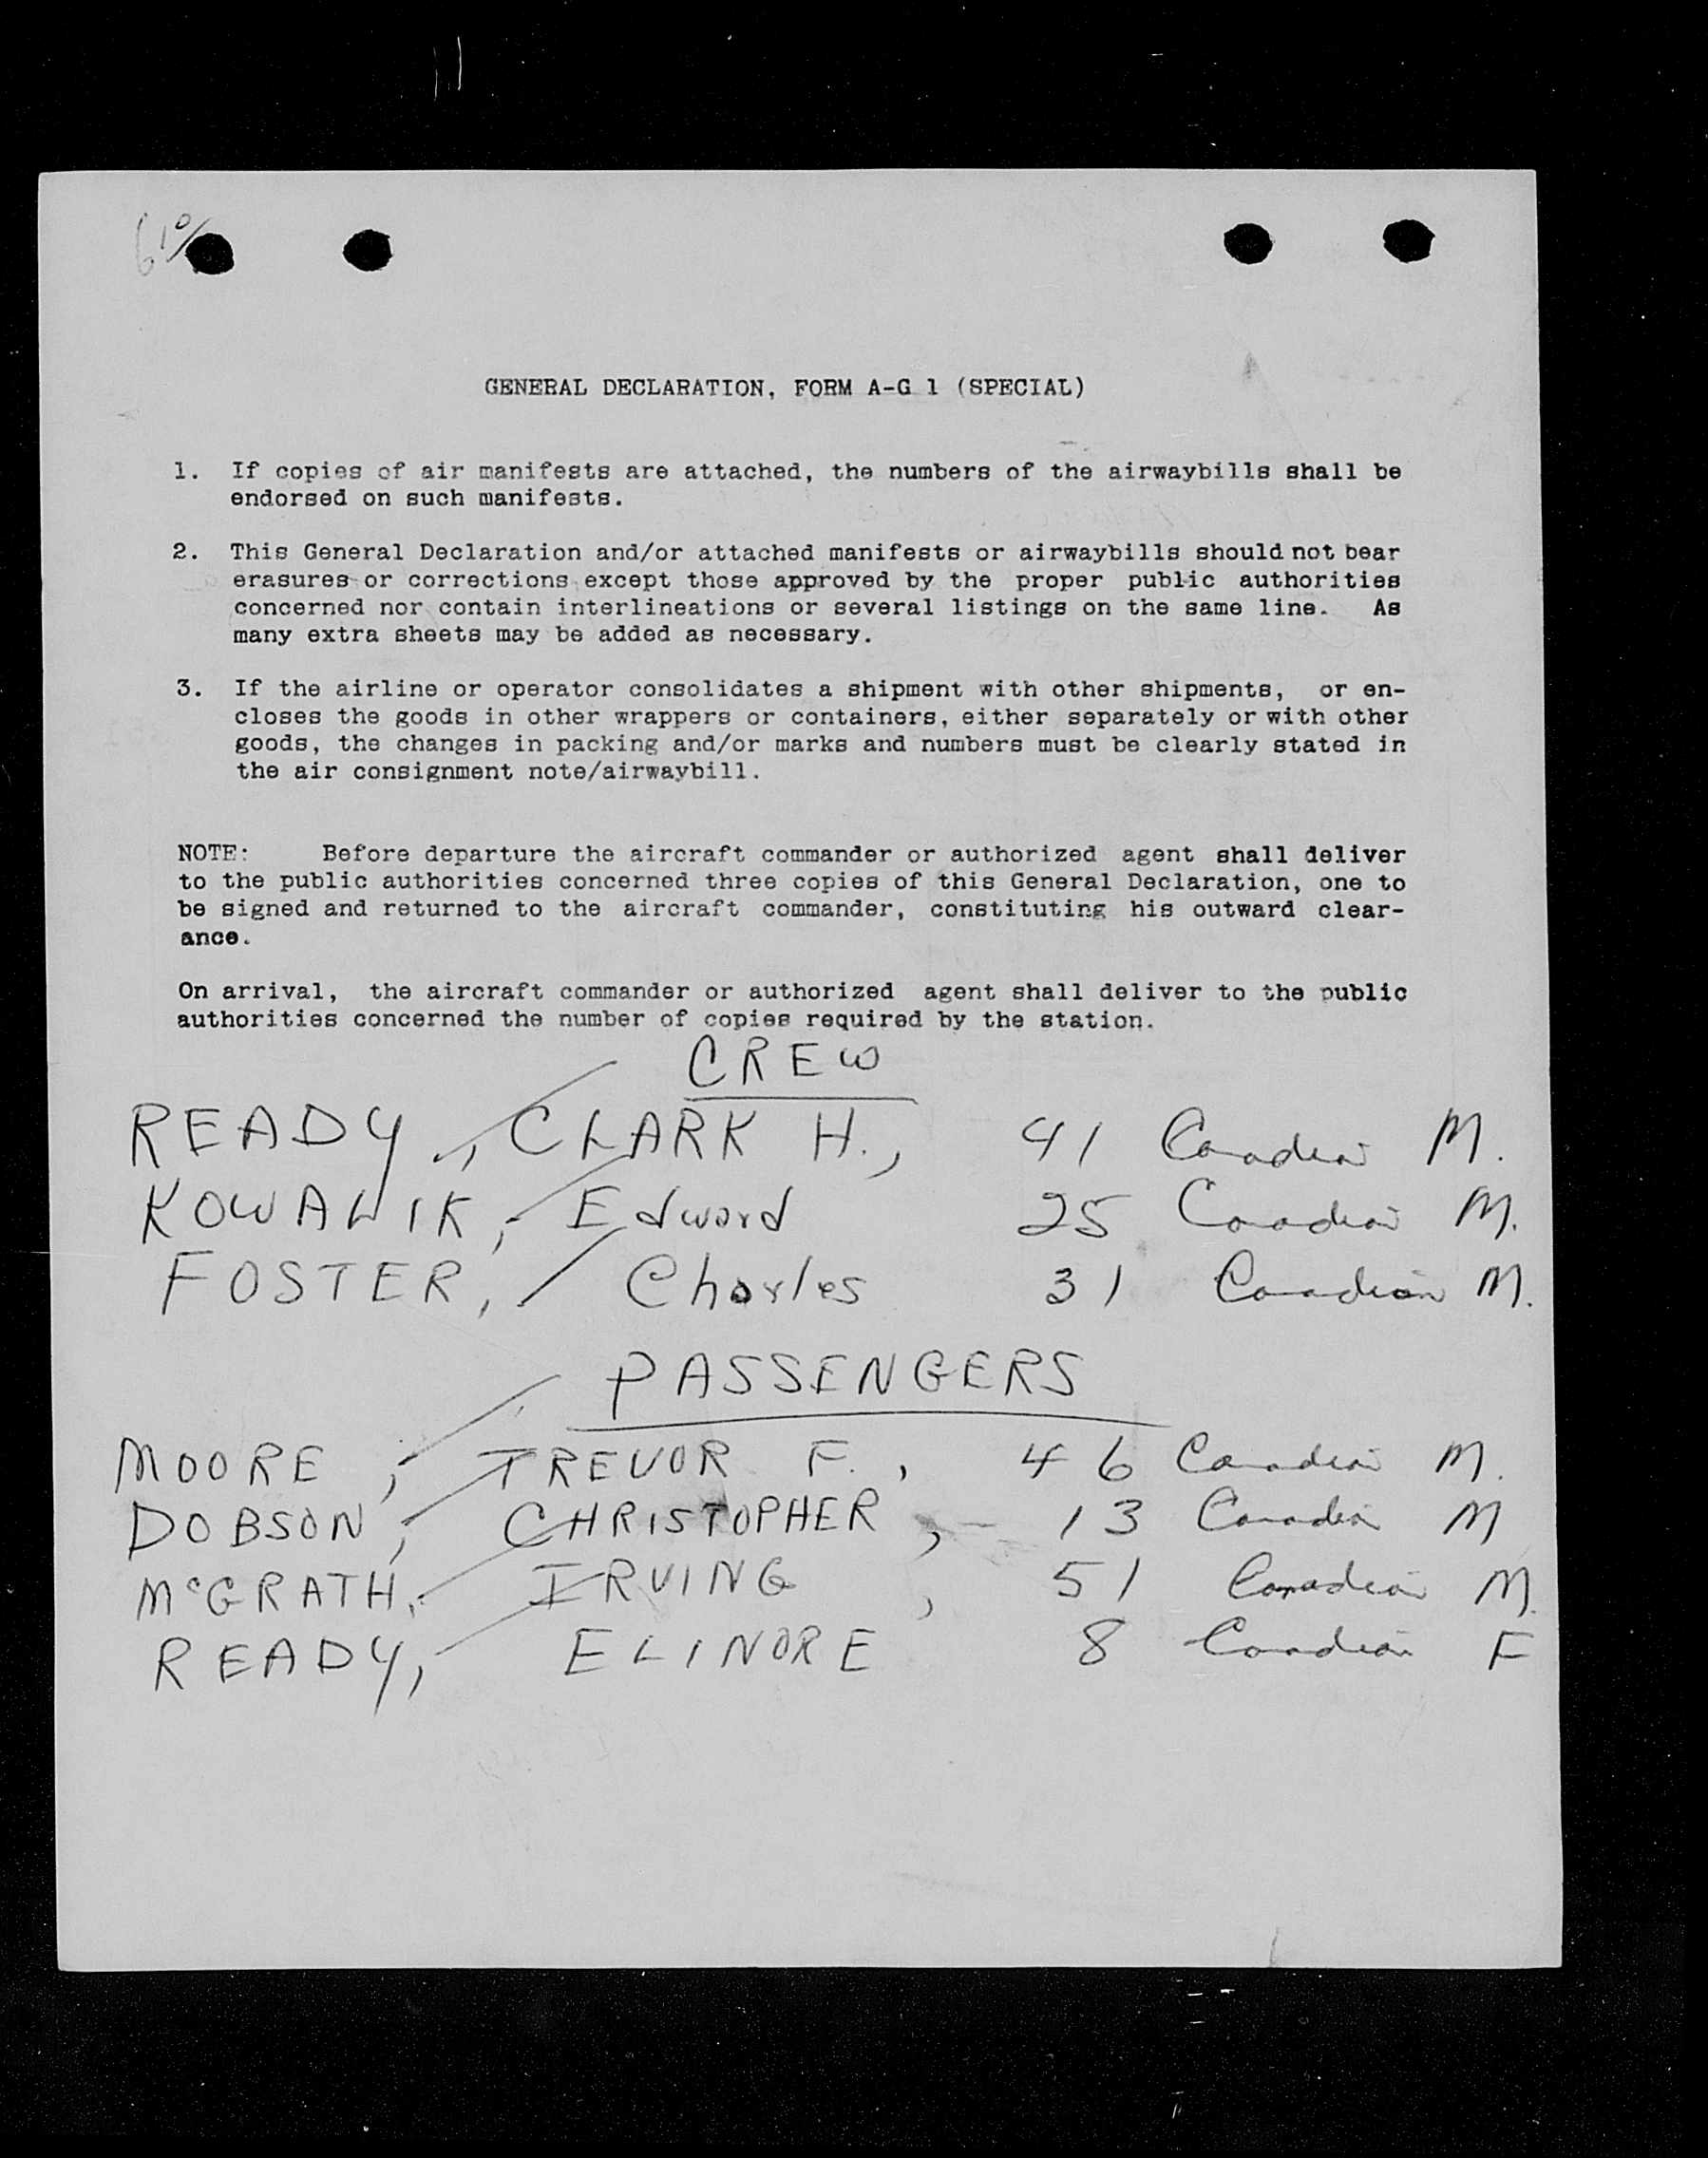 GENERAL DECLARATION, FORM A-G 1 (SPECIAL)
1. If copies of air manifests are attached, the numbers of the airwaybills shall be
endorsed on such manifests.
2. This General Declaration and/or attached manifests or airwaybills should not bear
erasures or corrections except those approved by the proper public authorities
concerned nor contain interlineations or several listings on the same line. As
many extra sheets may be added as necessary.
3. If the airline or operator consolidates a shipment with other shipments, or en-
closes the goods in other wrappers or containers, either separately or with other
goods, the changes in packing and/or marks and numbers must be clearly stated in
the air consignment note/airwaybill.
NOTE: Before departure the aircraft commander or authorized agent shall deliver
to the public authorities concerned three copies of this General Declaration, one to
be signed and returned to the aircraft commander, constituting his outward clear-
ance.
On arrival, the aircraft commander or authorized agent shall deliver to the public
authorities concerned the number of copies required by the station.
CREW
READY, CLARK H., 41 Canadian M.
KOWALIK, Edward 25 Canadian M.
FOSTER, Charles 31 Canadian M.
PASSENGERS
MOORE, TREVOR F., 46 Canadian M.
DOBSON, CHRISTOPHER, 13 Canadian M
McGRATH, IRVING, 51 Canadian M.
READY, ELINORE 8 Canadian F